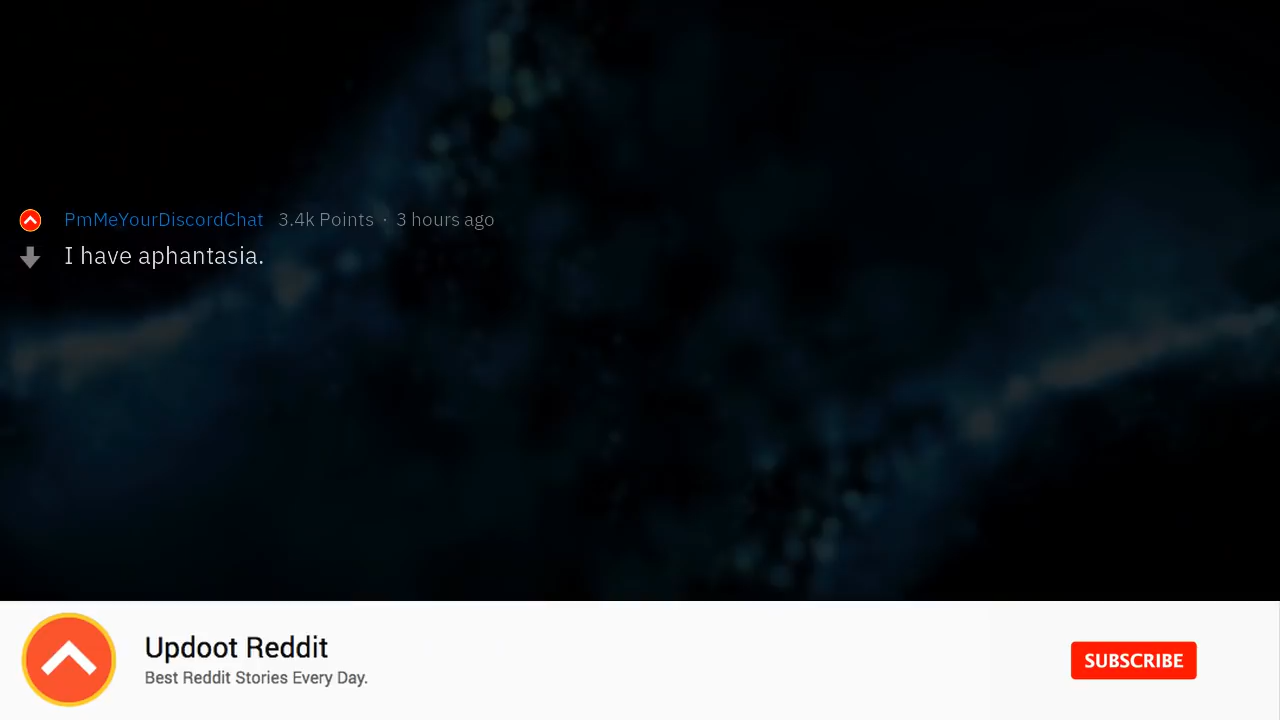 PmMeYourDiscordChat 3.4k Points · 3 hours ago
I have aphantasia.
Updoot Reddit
Best Reddit Stories Every Day.
SUBSCRIBE